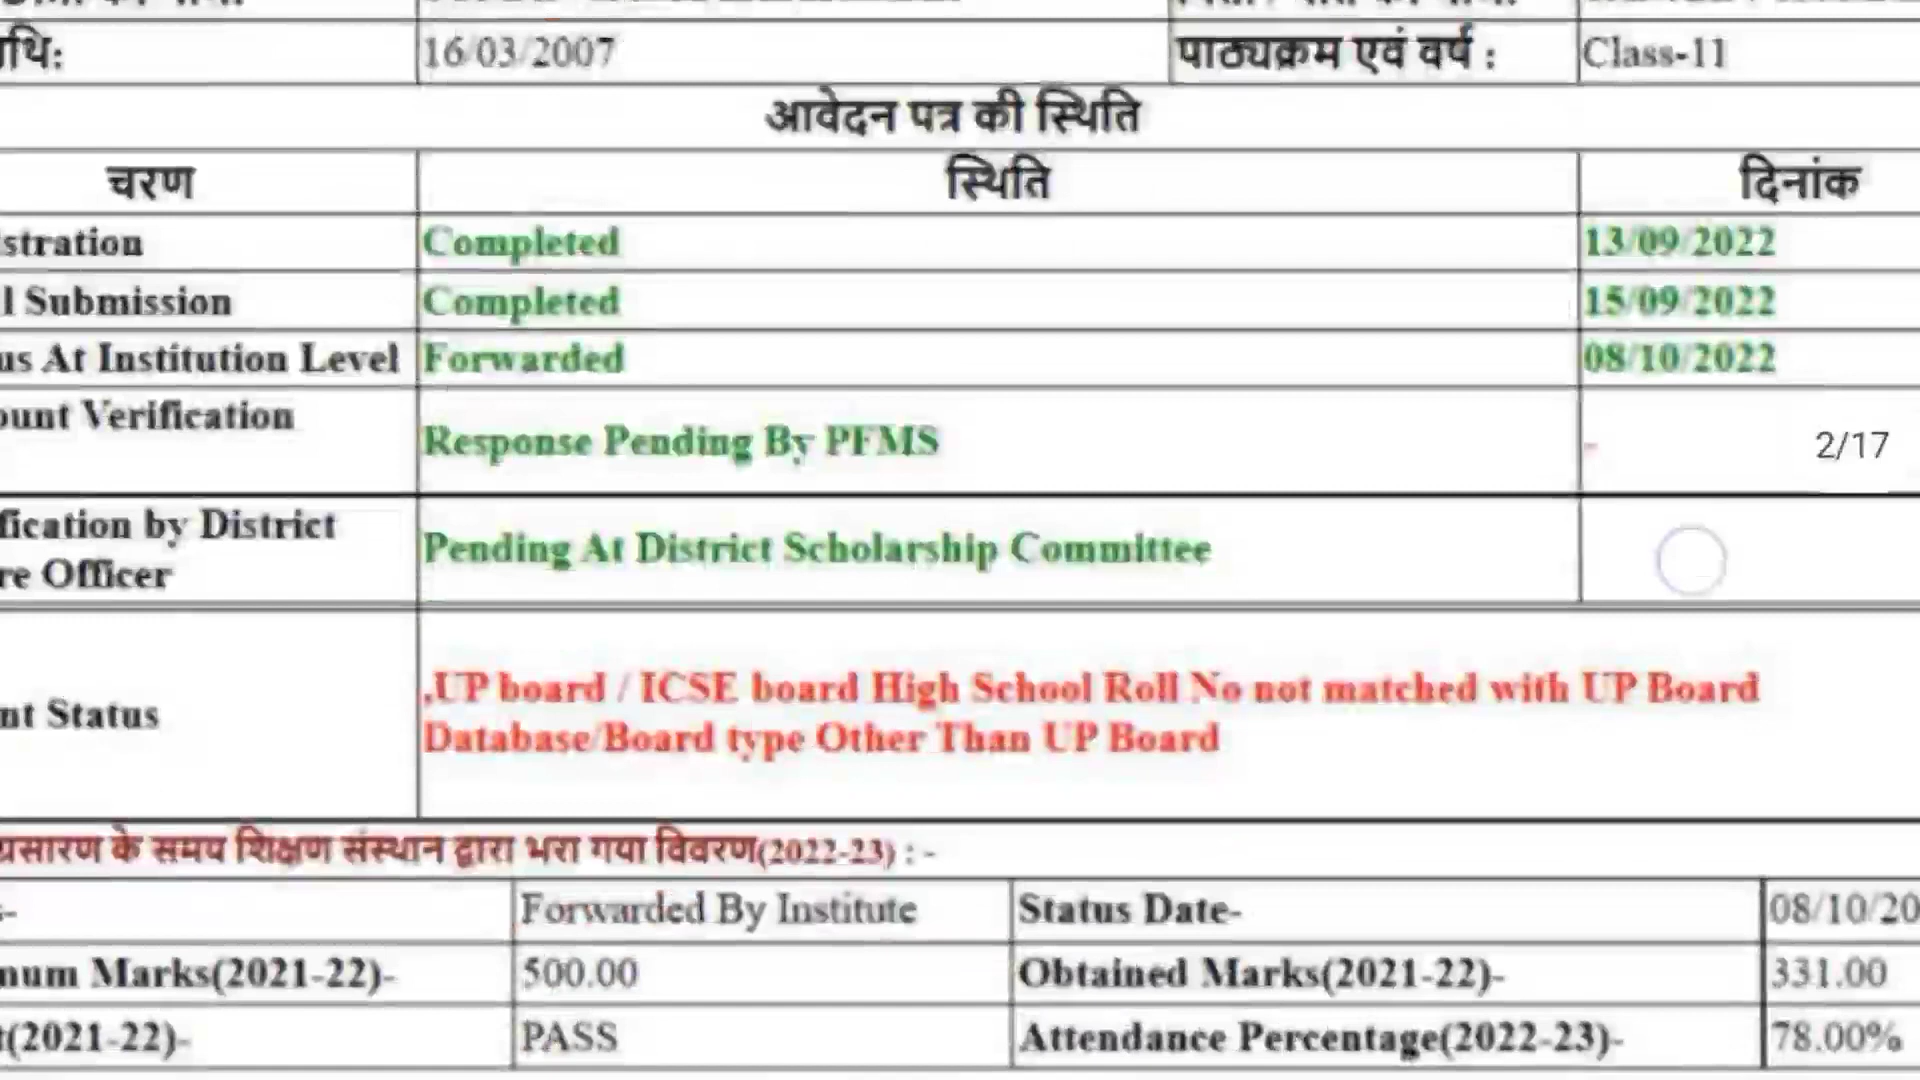 थि:
16/03/2007
पाठ्यक्रम एवं वर्ष :
Class-11
आवेदन पत्र की स्थिति
चरण
स्थिति
दिनांक
stration
Completed
13/09/2022
l Submission
Completed
15/09/2022
us At Institution Level
Forwarded
08/10/2022
ount Verification
Response Pending By PFMS
-
2/17
fication by District
re Officer
Pending At District Scholarship Committee
nt Status
,UP board / ICSE board High School Roll No not matched with UP Board
Database/Board type Other Than UP Board
ग्रसारण के समय शिक्षण संस्थान द्वारा भरा गया विवरण(2022-23) : -
:-
Forwarded By Institute
Status Date-
08/10/20
num Marks(2021-22)-
500.00
Obtained Marks(2021-22)-
331.00
t(2021-22)-
PASS
Attendance Percentage(2022-23)-
78.00%